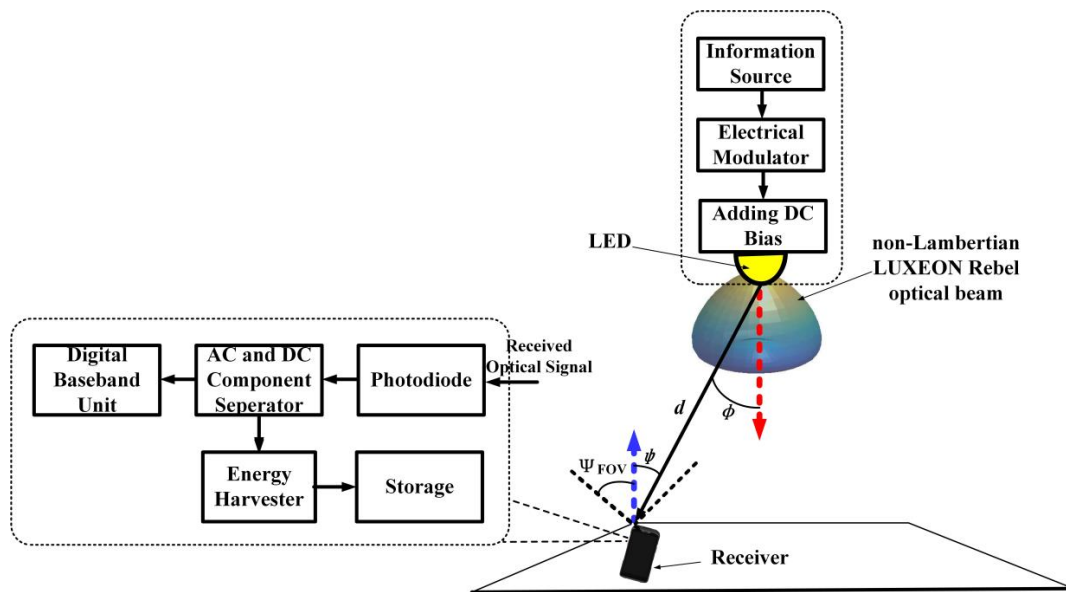 Information
Source
Electrical
Modulator
Adding DC
Bias
LED
non-Lambertian
LUXEON Rebel
optical beam
Digital
Baseband
Unit
AC and DC
Component
Seperator
Photodiode
Received
Optical Signal
Energy
Harvester
Storage
d
ϕ
Ψ FOV
ψ
Receiver